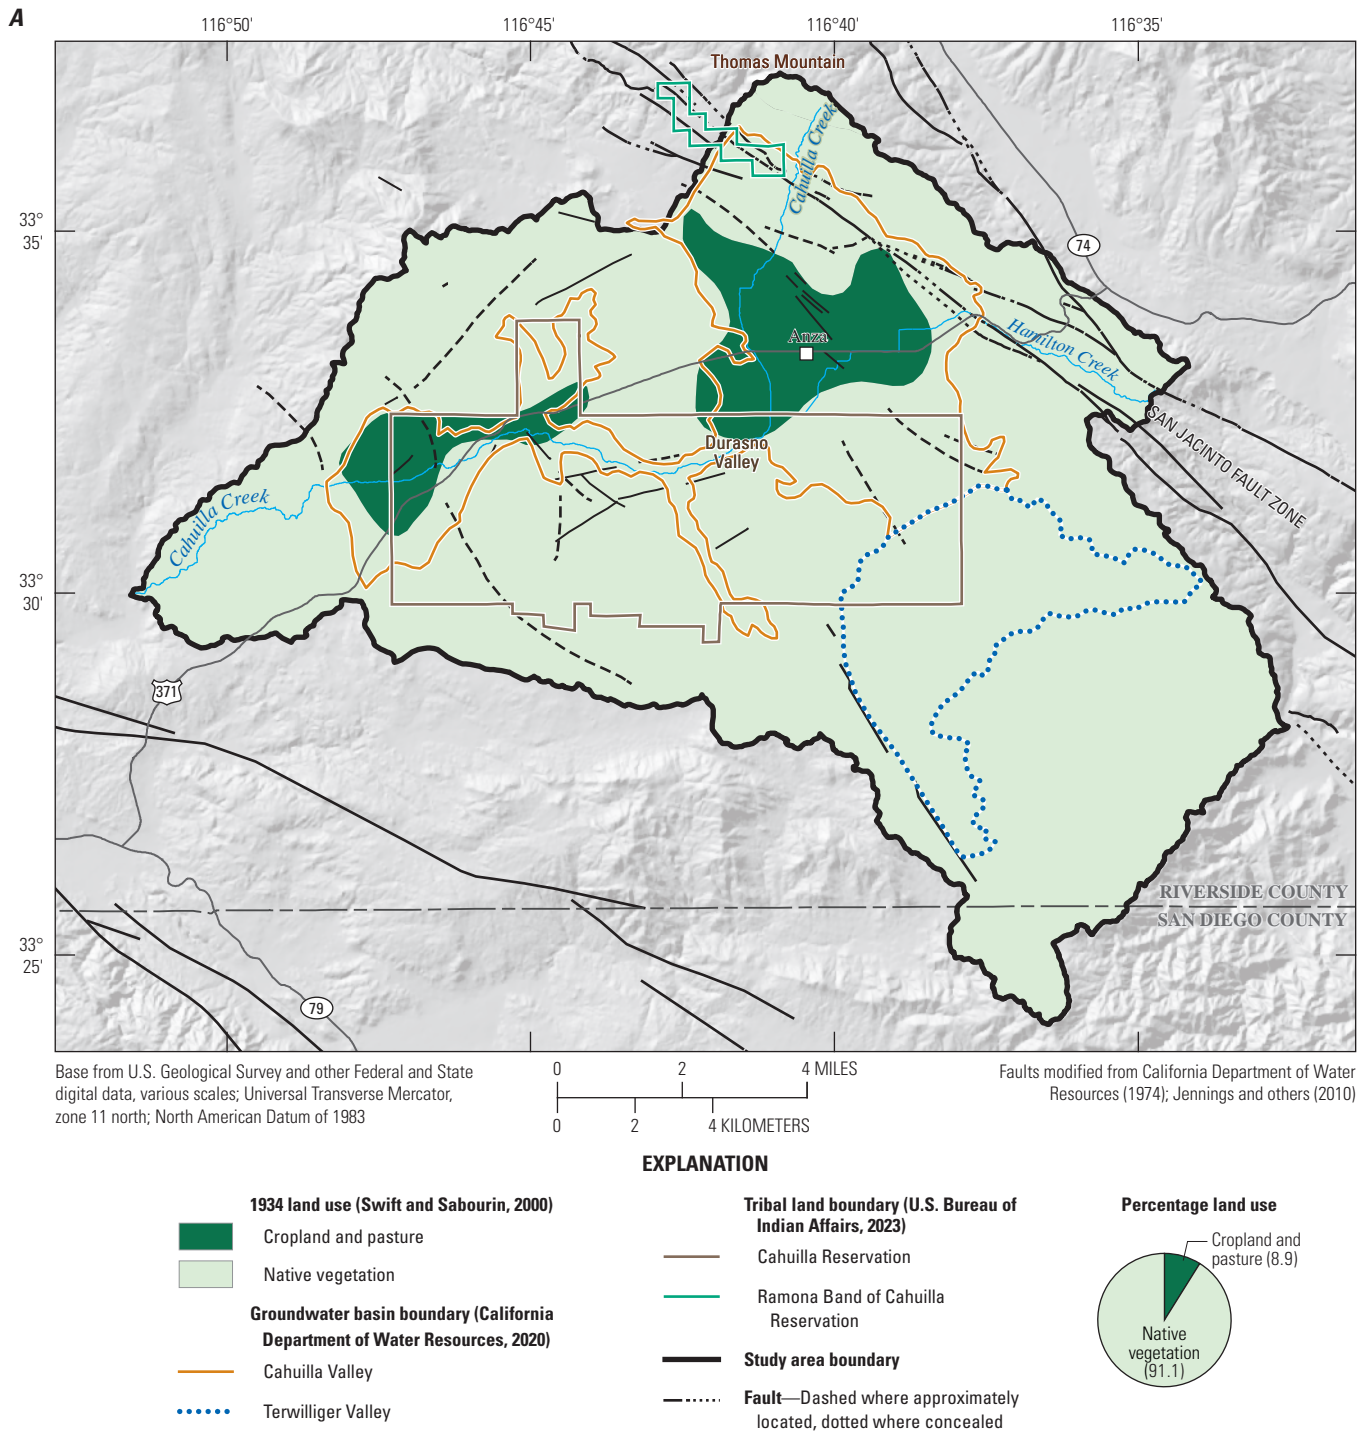 A
116°50'
116°45'
116°40'
116°35'
Thomas Mountain
Cahuilla Creek
33°
35'
74
Anza
Hamilton Creek
SAN JACINTO FAULT ZONE
Durasno
Valley
Cahuilla Creek
33°
30'
371
RIVERSIDE COUNTY
SAN DIEGO COUNTY
33°
25'
79
Base from U.S. Geological Survey and other Federal and State
digital data, various scales; Universal Transverse Mercator,
zone 11 north; North American Datum of 1983
0 2 4 MILES
0 2 4 KILOMETERS
Faults modified from California Department of Water
Resources (1974); Jennings and others (2010)
EXPLANATION
1934 land use (Swift and Sabourin, 2000)
Cropland and pasture
Native vegetation
Groundwater basin boundary (California
Department of Water Resources, 2020)
Cahuilla Valley
Terwilliger Valley
Tribal land boundary (U.S. Bureau of
Indian Affairs, 2023)
Cahuilla Reservation
Ramona Band of Cahuilla
Reservation
Study area boundary
Fault—Dashed where approximately
located, dotted where concealed
Percentage land use
Cropland and
pasture (8.9)
Native
vegetation
(91.1)